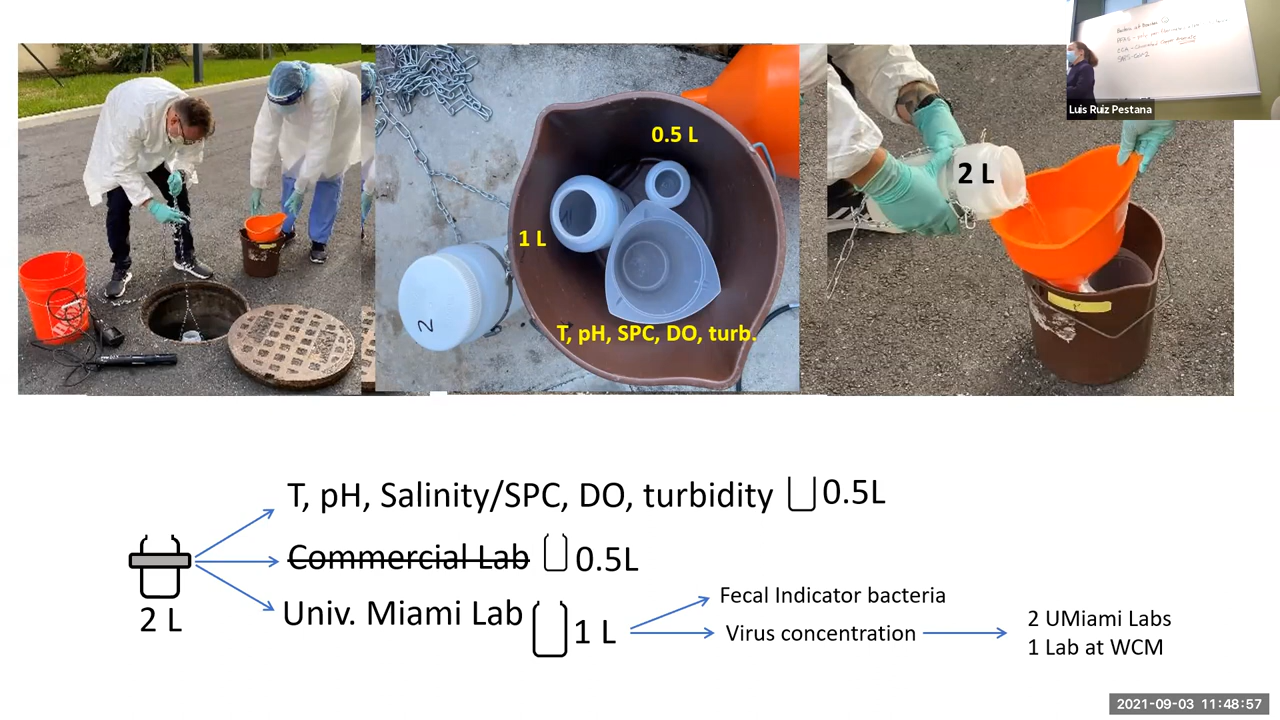 Luis Ruiz Pestana
0.5 L
1 L
2
T, pH, SPC, DO, turb.
2 L
T, pH, Salinity/SPC, DO, turbidity 0.5L
Commercial Lab 0.5L
2 L
Univ. Miami Lab 1 L
Fecal Indicator bacteria
Virus concentration
2 UMiami Labs
1 Lab at WCM
2021-09-03 11:48:57